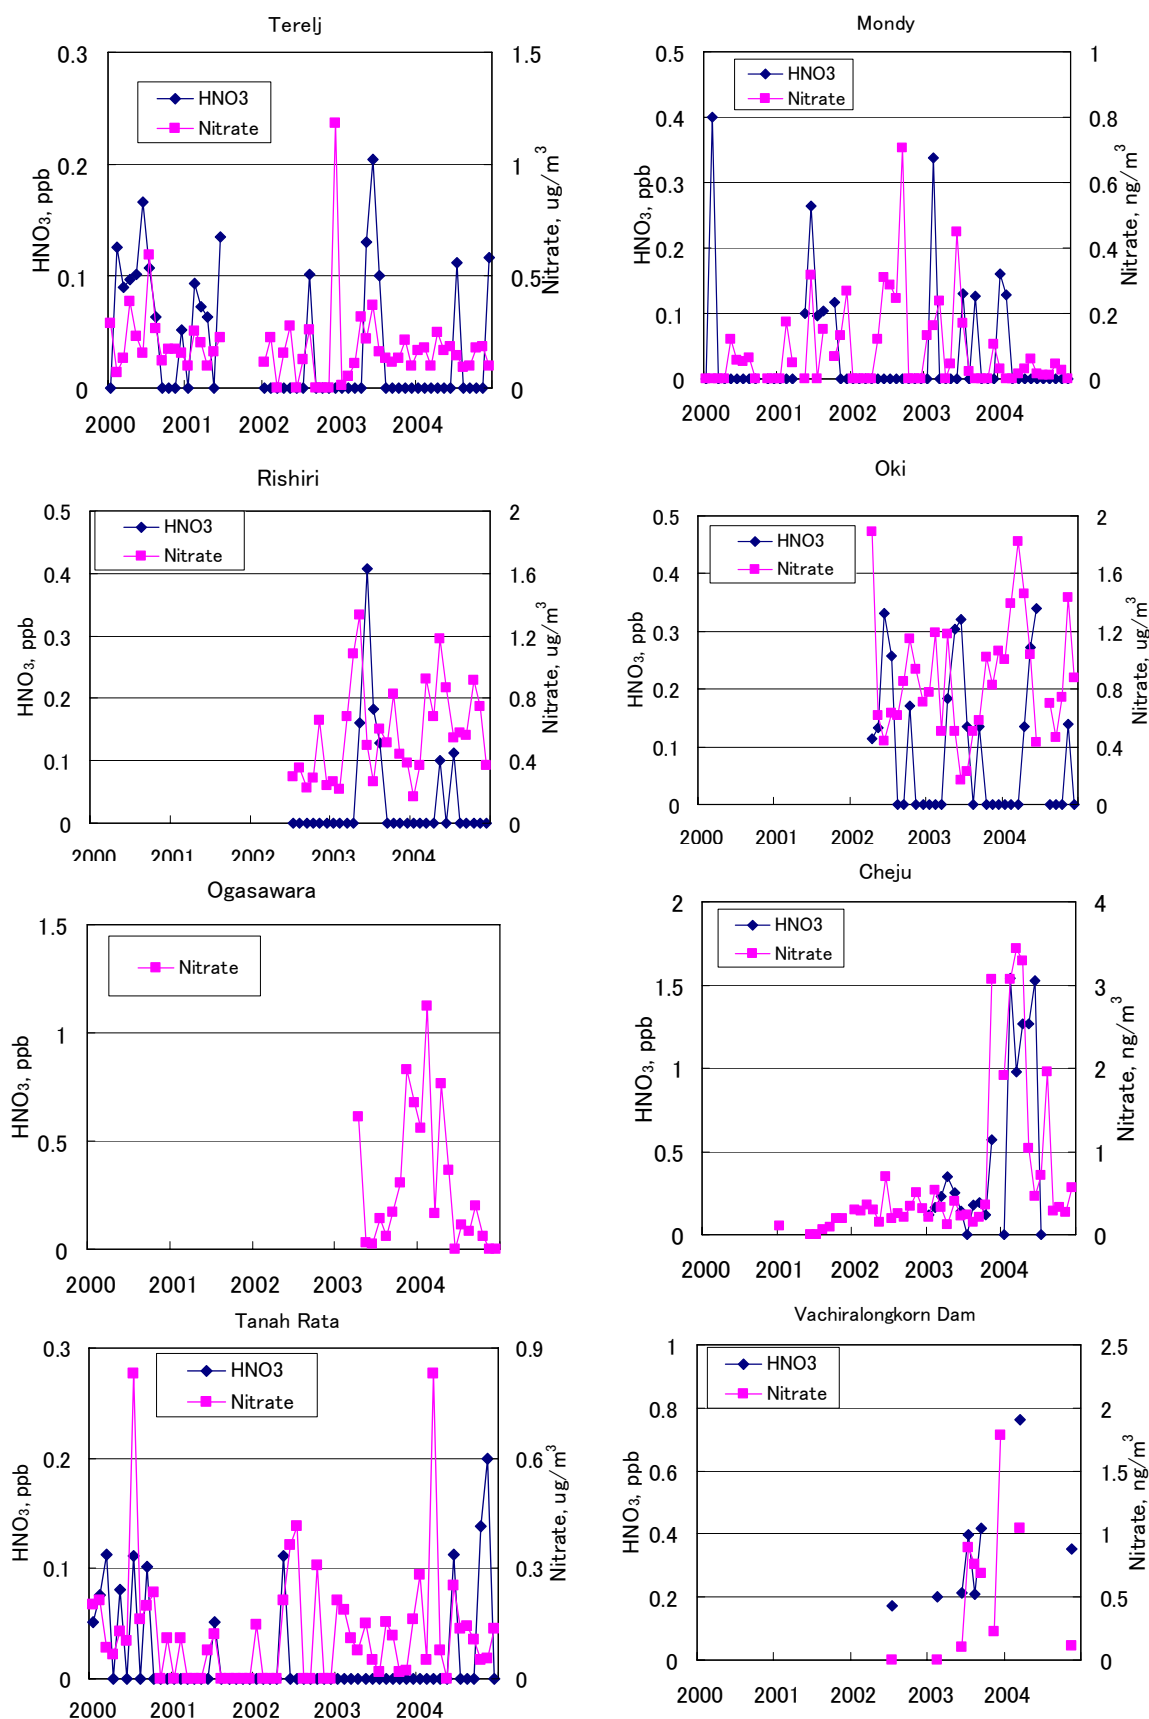 Terelj
0.3
0.2
0.1
0
HNO3, ppb
HNO3
Nitrate
1.5
1
0.5
0
Nitrate, ug/m3
2000 2001 2002 2003 2004
Mondy
0.5
0.4
0.3
0.2
0.1
0
HNO3, ppb
HNO3
Nitrate
1
0.8
0.6
0.4
0.2
0
Nitrate, ng/m3
2000 2001 2002 2003 2004
Rishiri
0.5
0.4
0.3
0.2
0.1
0
HNO3, ppb
HNO3
Nitrate
2
1.6
1.2
0.8
0.4
0
Nitrate, ug/m3
2000 2001 2002 2003 2004
Oki
0.5
0.4
0.3
0.2
0.1
0
HNO3, ppb
HNO3
Nitrate
2
1.6
1.2
0.8
0.4
0
Nitrate, ug/m3
2000 2001 2002 2003 2004
Ogasawara
1.5
1
0.5
0
HNO3, ppb
Nitrate
2000 2001 2002 2003 2004
Cheju
2
1.5
1
0.5
0
HNO3, ppb
HNO3
Nitrate
4
3
2
1
0
Nitrate, ng/m3
2000 2001 2002 2003 2004
Tanah Rata
0.3
0.2
0.1
0
HNO3, ppb
HNO3
Nitrate
0.9
0.6
0.3
0
Nitrate, ug/m3
2000 2001 2002 2003 2004
Vachiralongkorn Dam
1
0.8
0.6
0.4
0.2
0
HNO3, ppb
HNO3
Nitrate
2.5
2
1.5
1
0.5
0
Nitrate, ng/m3
2000 2001 2002 2003 2004